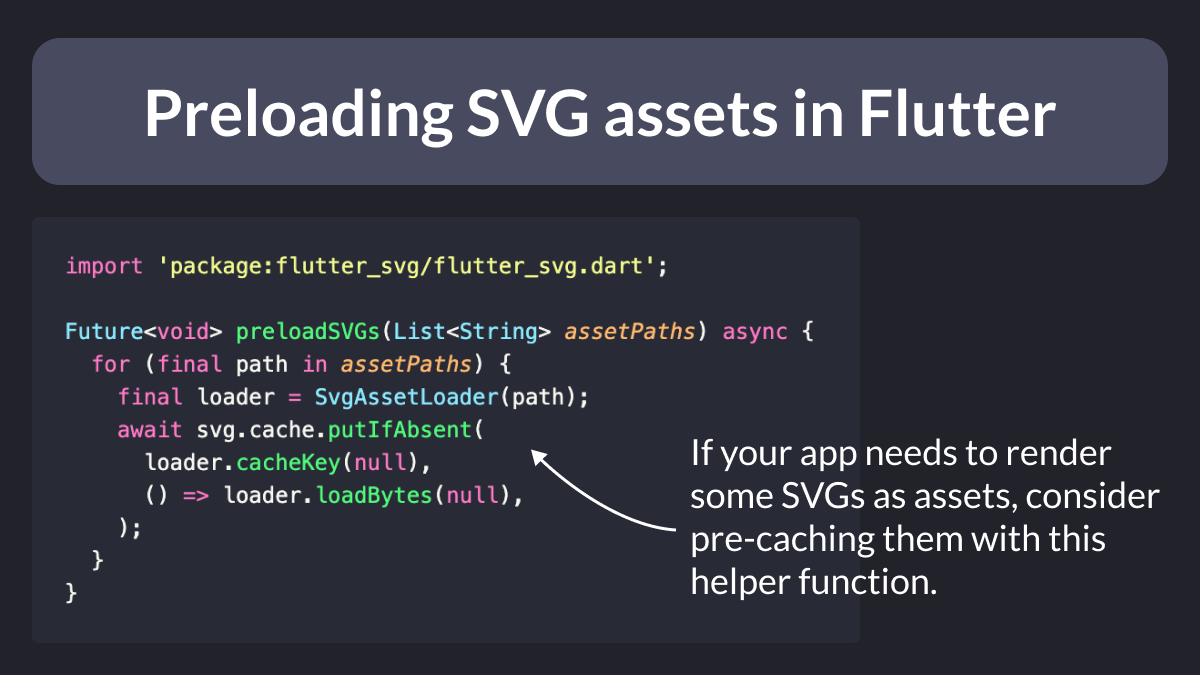 Preloading SVG assets in Flutter
import 'package:flutter_svg/flutter_svg.dart';
Future<void> preloadSVGs(List<String> assetPaths) async {
  for (final path in assetPaths) {
    final loader = SvgAssetLoader(path);
    await svg.cache.putIfAbsent(
      loader.cacheKey(null),
      () => loader.loadBytes(null),
    );
  }
}
If your app needs to render
some SVGs as assets, consider
pre-caching them with this
helper function.